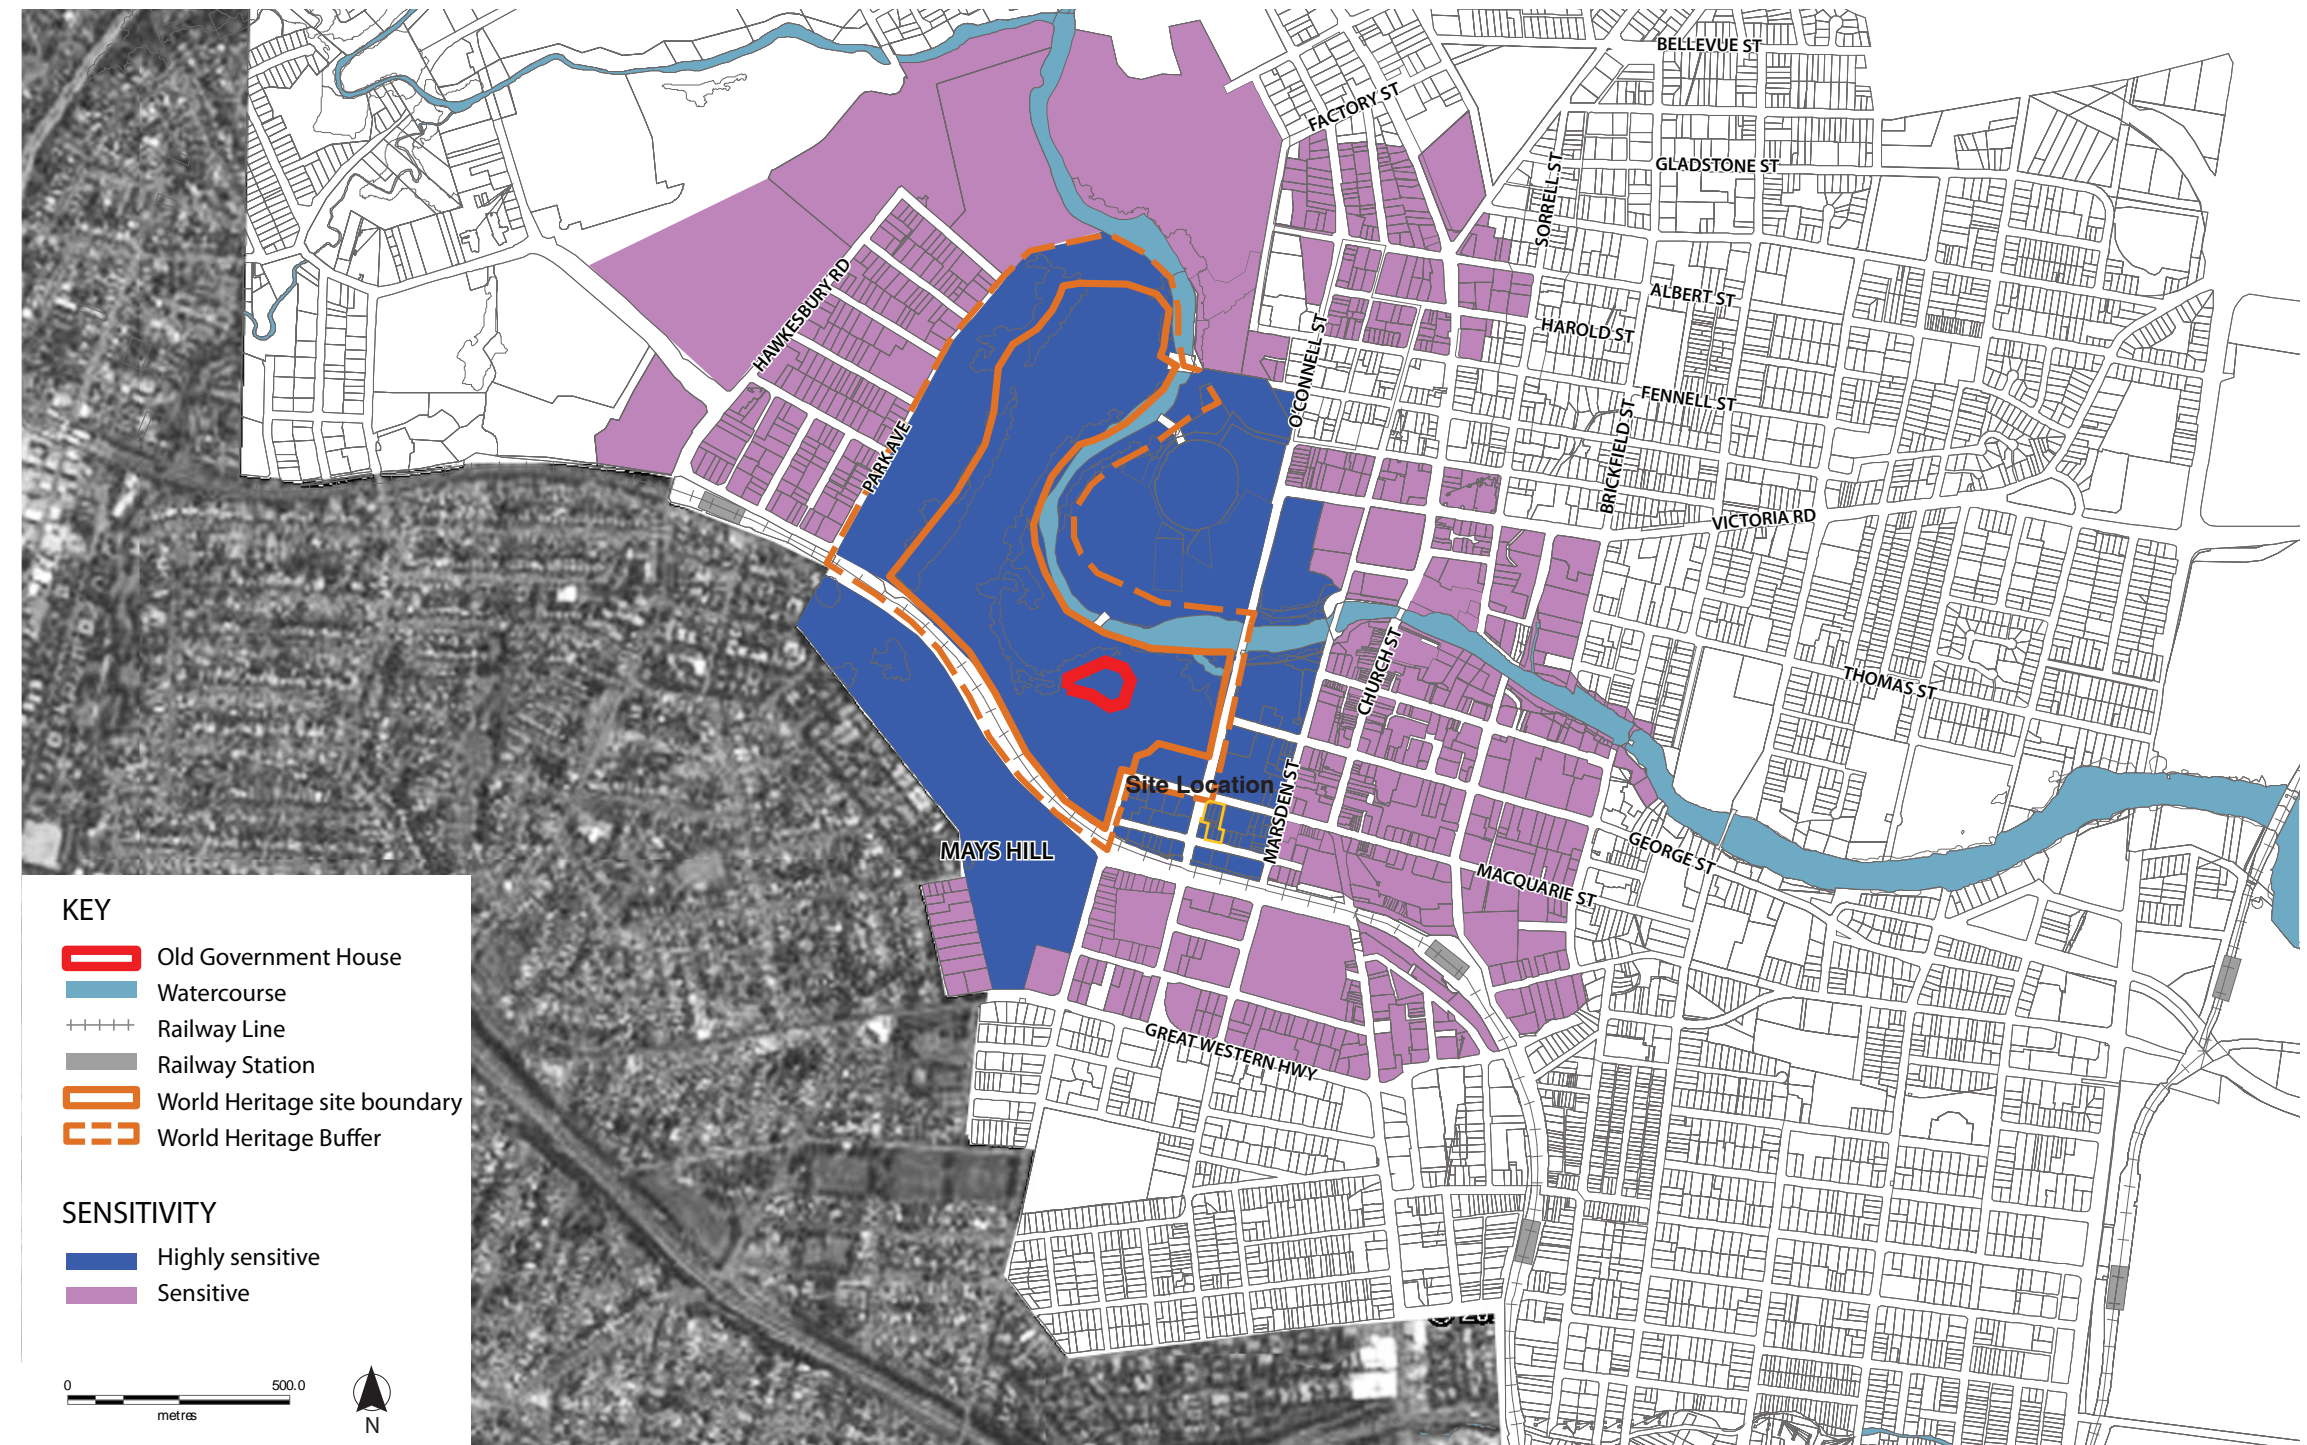 BELLEVUE ST
FACTORY ST
GLADSTONE ST
SORRELL ST
HAWKESBURY RD
ALBERT ST
HAROLD ST
O'CONNELL ST
FENNELL ST
BRICKFIELD ST
PARK AVE
VICTORIA RD
CHURCH ST
THOMAS ST
Site Location
MARSDEN ST
MAYS HILL
GEORGE ST
MACQUARIE ST
GREAT WESTERN HWY
KEY
Old Government House
Watercourse
Railway Line
Railway Station
World Heritage site boundary
World Heritage Buffer
SENSITIVITY
Highly sensitive
Sensitive
0 500.0
metres
N